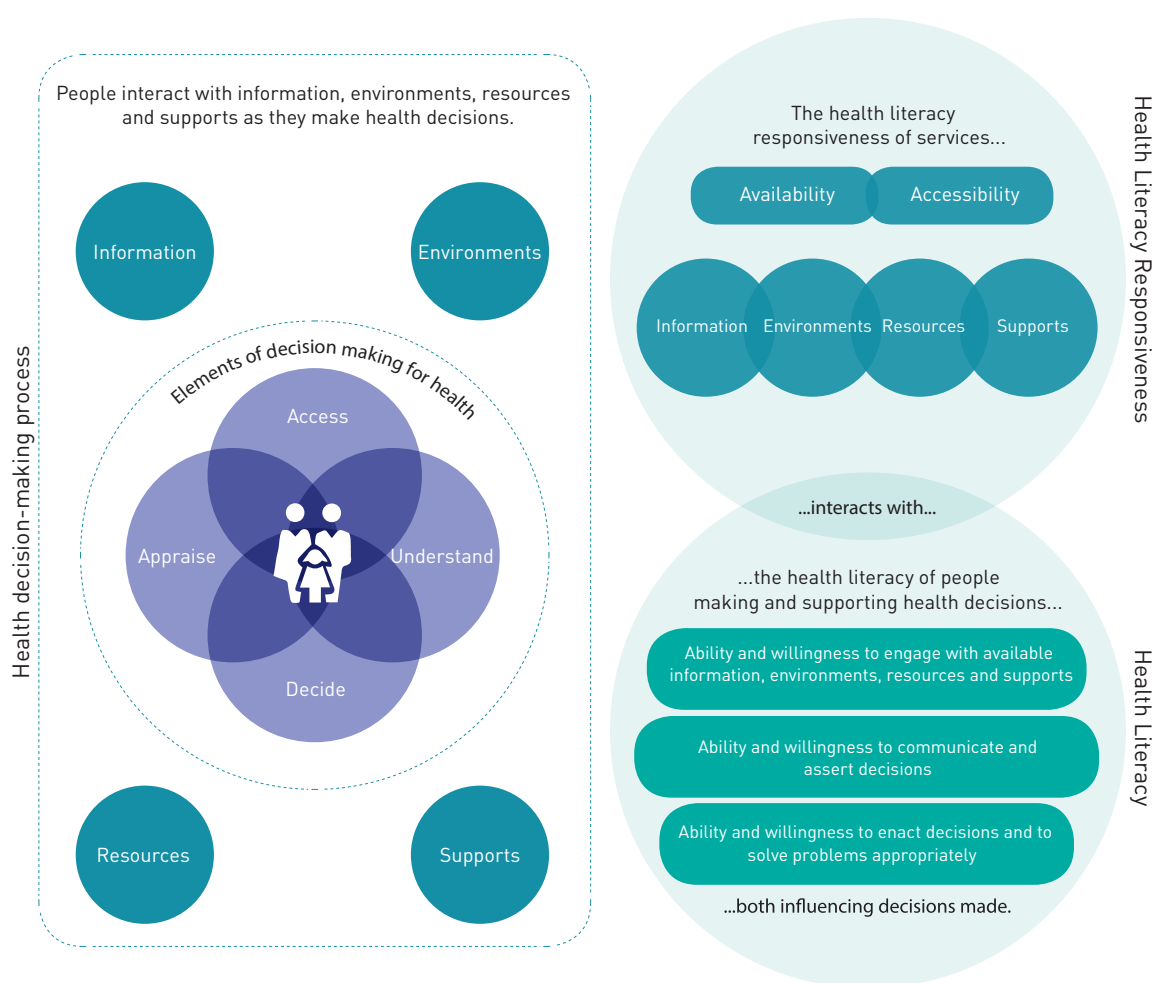 Health decision-making process
People interact with information, environments, resources
and supports as they make health decisions.
Information
Environments
Elements of decision making for health
Access
Appraise
Understand
Decide
Resources
Supports
Health Literacy Responsiveness
The health literacy
responsiveness of services...
Availability
Accessibility
Information
Environments
Resources
Supports
...interacts with...
Health Literacy
...the health literacy of people
making and supporting health decisions...
Ability and willingness to engage with available
information, environments, resources and supports
Ability and willingness to communicate and
assert decisions
Ability and willingness to enact decisions and to
solve problems appropriately
...both influencing decisions made.